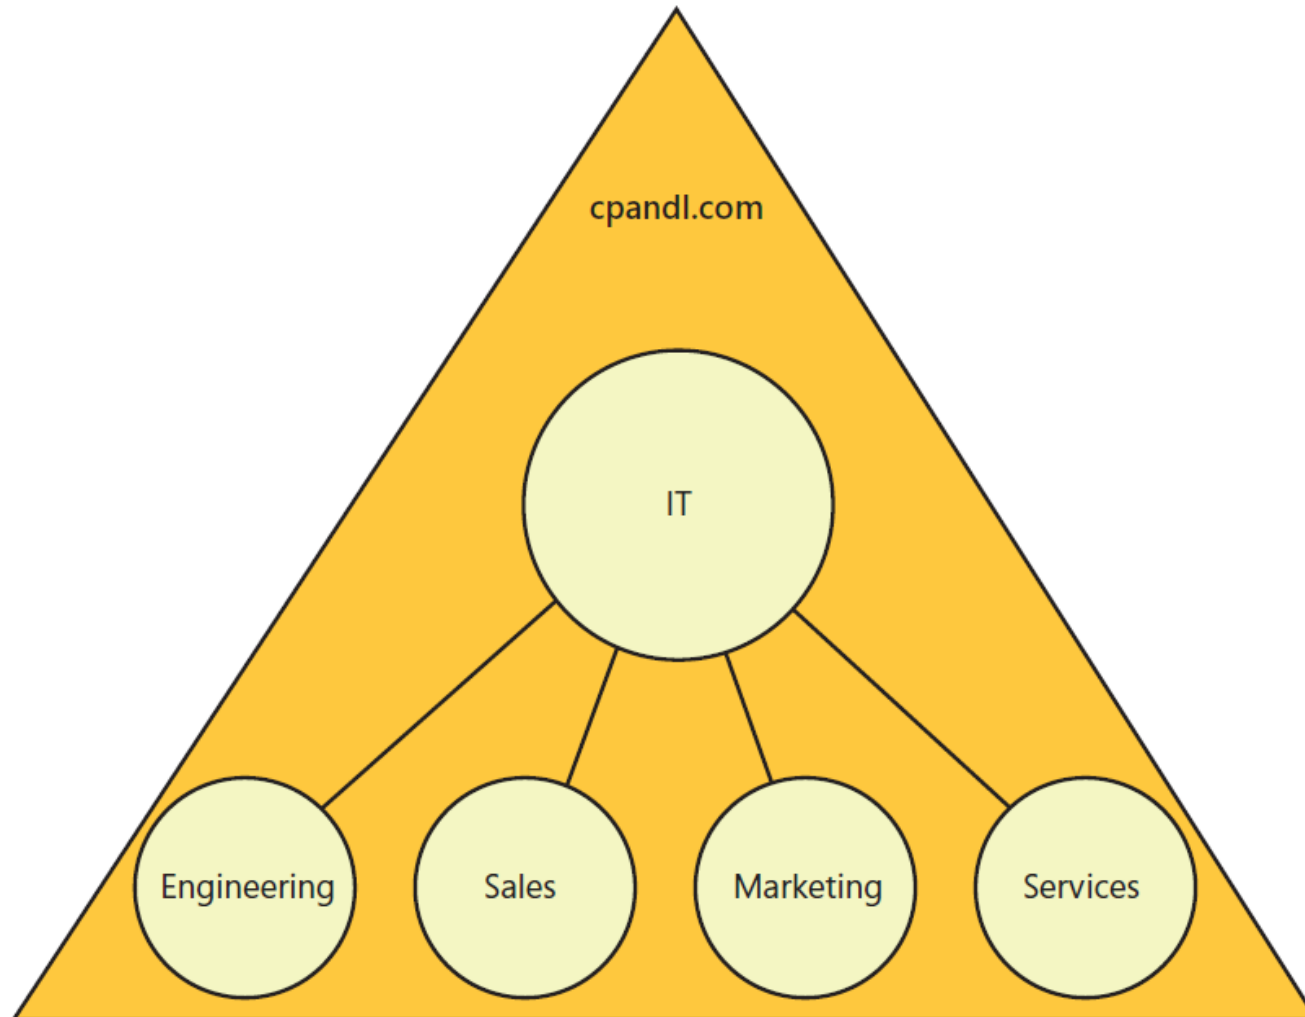 cpandl.com
IT
Engineering
Sales
Marketing
Services